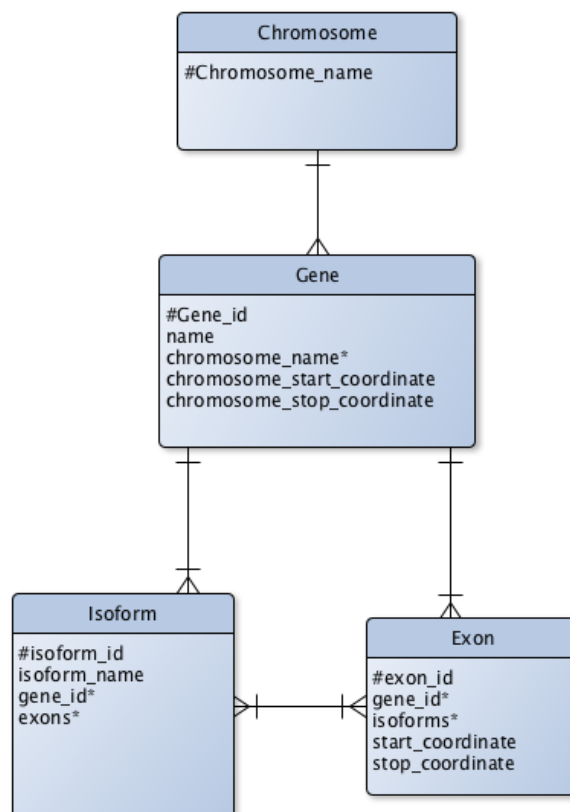 Chromosome
#Chromosome_name
Gene
#Gene_id
name
chromosome_name*
chromosome_start_coordinate
chromosome_stop_coordinate
Isoform
#isoform_id
isoform_name
gene_id*
exons*
Exon
#exon_id
gene_id*
isoforms*
start_coordinate
stop_coordinate